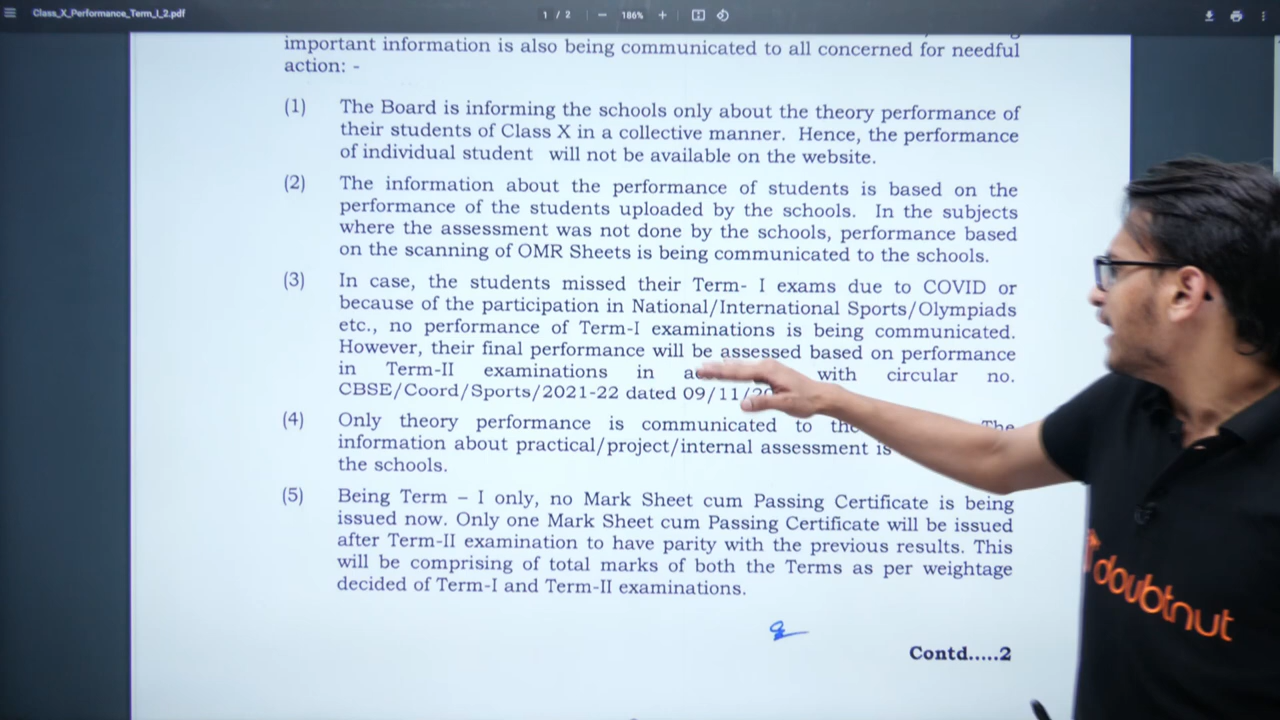 Class_X_Performance_Term_I_2.pdf
1 / 2
186%
important information is also being communicated to all concerned for needful
action: -
(1) The Board is informing the schools only about the theory performance of
their students of Class X in a collective manner. Hence, the performance
of individual student will not be available on the website.
(2) The information about the performance of students is based on the
performance of the students uploaded by the schools. In the subjects
where the assessment was not done by the schools, performance based
on the scanning of OMR Sheets is being communicated to the schools.
(3) In case, the students missed their Term- I exams due to COVID or
because of the participation in National/International Sports/Olympiads
etc., no performance of Term-I examinations is being communicated.
However, their final performance will be assessed based on performance
in Term-II examinations in with circular no.
CBSE/Coord/Sports/2021-22 dated 09/11/
(4) Only theory performance is communicated to The
information about practical/project/internal assessment is
the schools.
(5) Being Term – I only, no Mark Sheet cum Passing Certificate is being
issued now. Only one Mark Sheet cum Passing Certificate will be issued
after Term-II examination to have parity with the previous results. This
will be comprising of total marks of both the Terms as per weightage
decided of Term-I and Term-II examinations.
Contd.....2
doubtnut